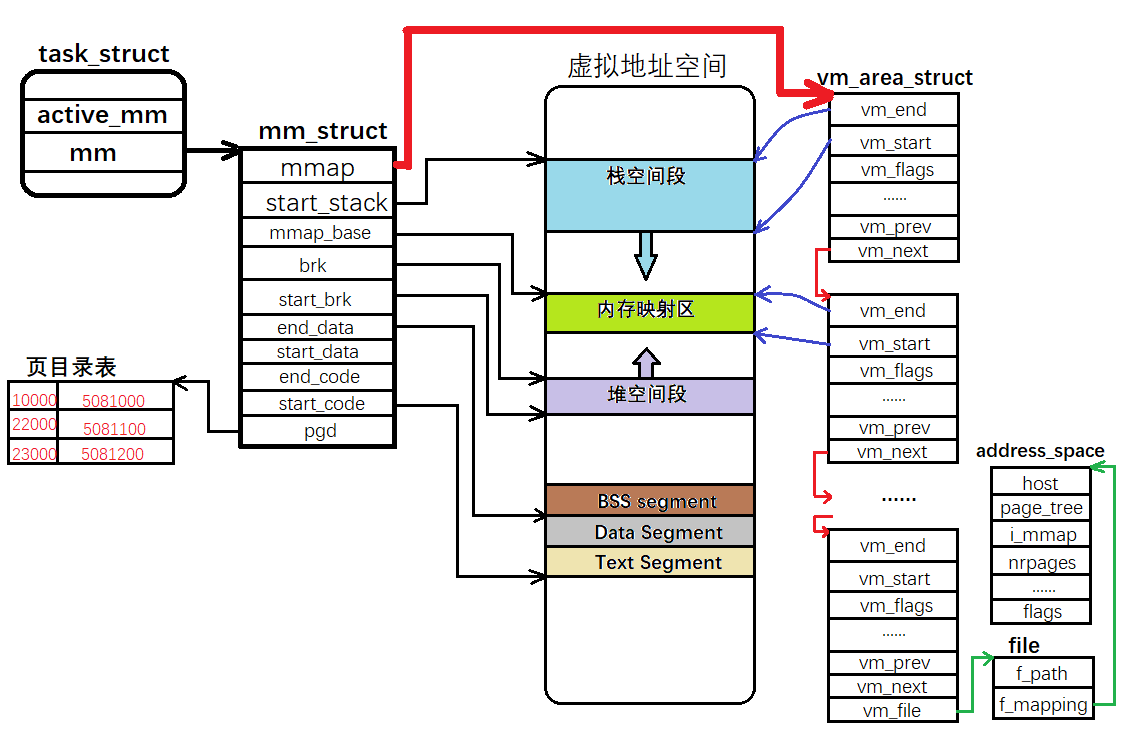 task_struct
active_mm
mm
mm_struct
mmap
start_stack
mmap_base
brk
start_brk
end_data
start_data
end_code
start_code
pgd
页目录表
10000 5081000
22000 5081100
23000 5081200
虚拟地址空间
栈空间段
内存映射区
堆空间段
BSS segment
Data Segment
Text Segment
vm_area_struct
vm_end
vm_start
vm_flags
......
vm_prev
vm_next
vm_end
vm_start
vm_flags
......
vm_prev
vm_next
......
vm_end
vm_start
vm_flags
......
vm_prev
vm_next
vm_file
address_space
host
page_tree
i_mmap
nrpages
......
flags
file
f_path
f_mapping